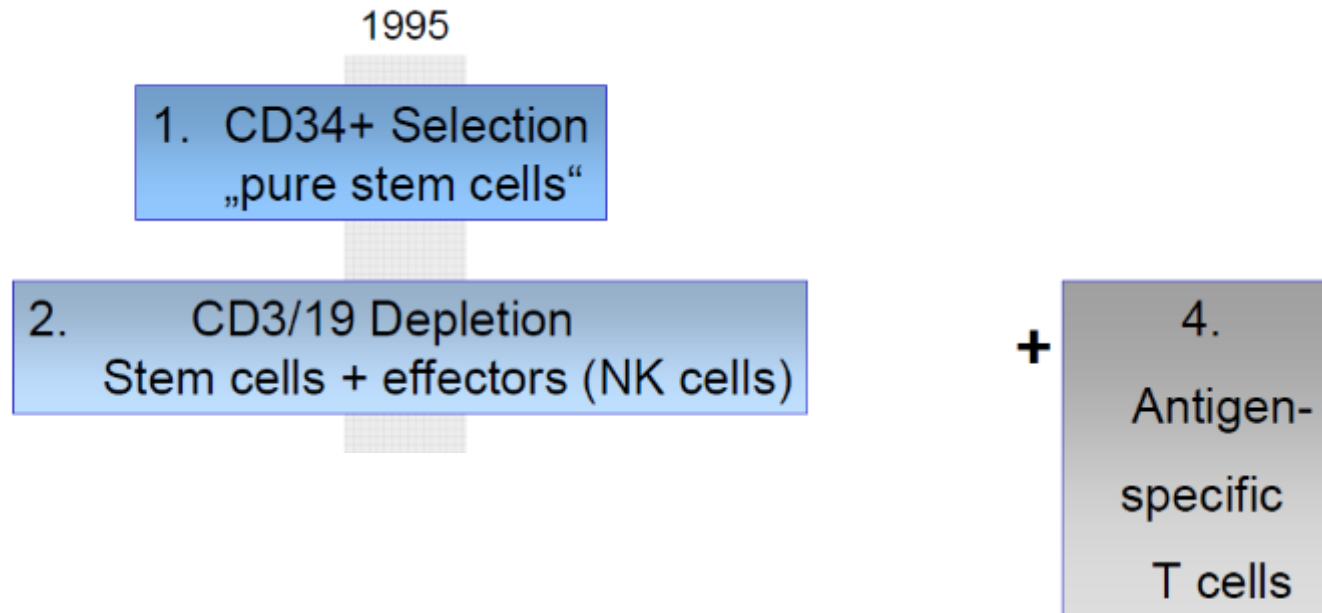 1995
1. CD34+ Selection
„pure stem cells“
2. CD3/19 Depletion
Stem cells + effectors (NK cells)
+
4.
Antigen-
specific
T cells